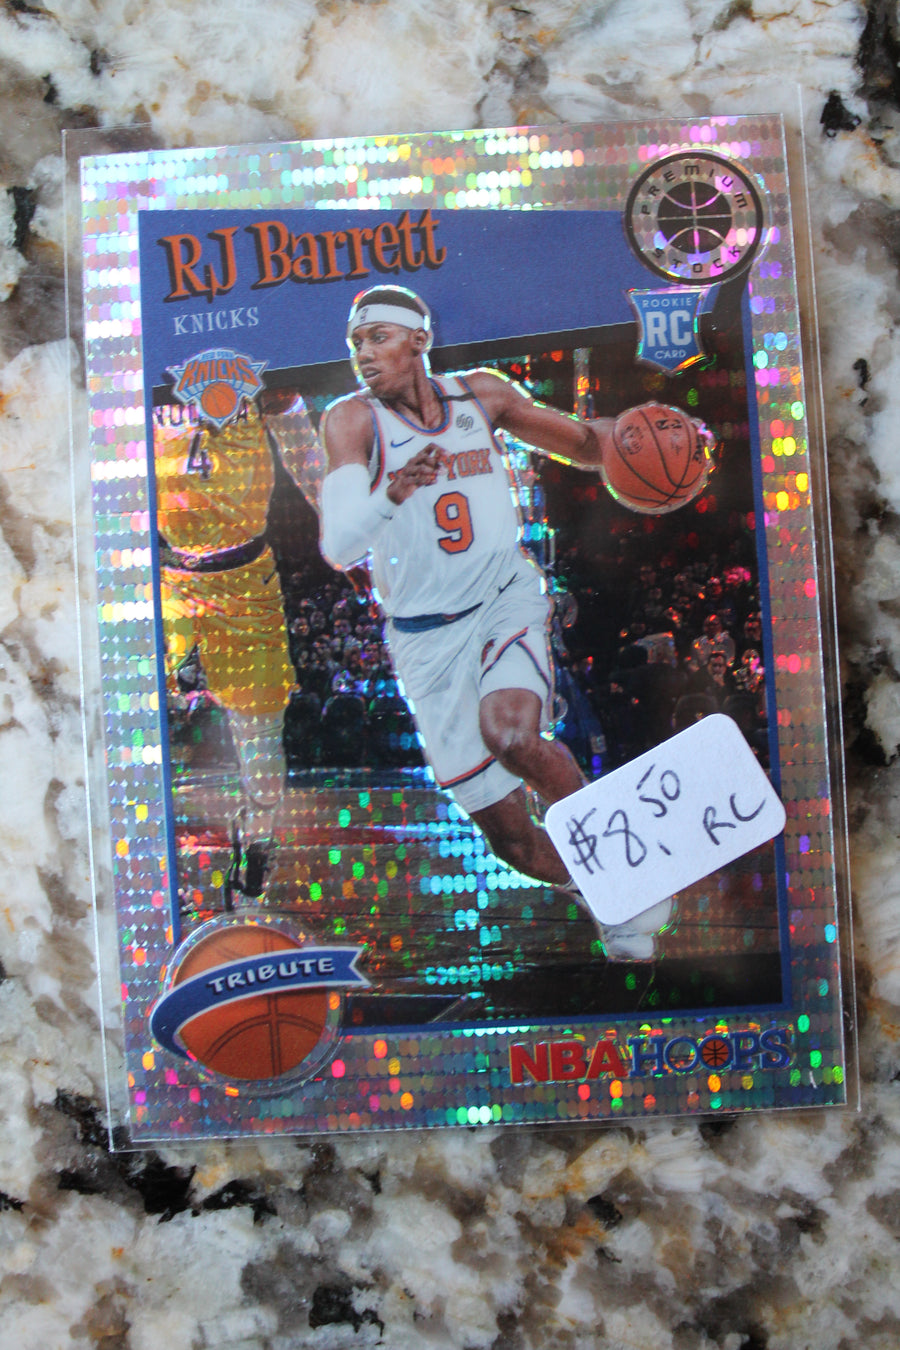 PREMIUM
STOCK
RJ Barrett
KNICKS
ROOKIE
RC
CARD
KNICKS
4
NEW YORK
9
$8.50 RC
TRIBUTE
NBA HOOPS